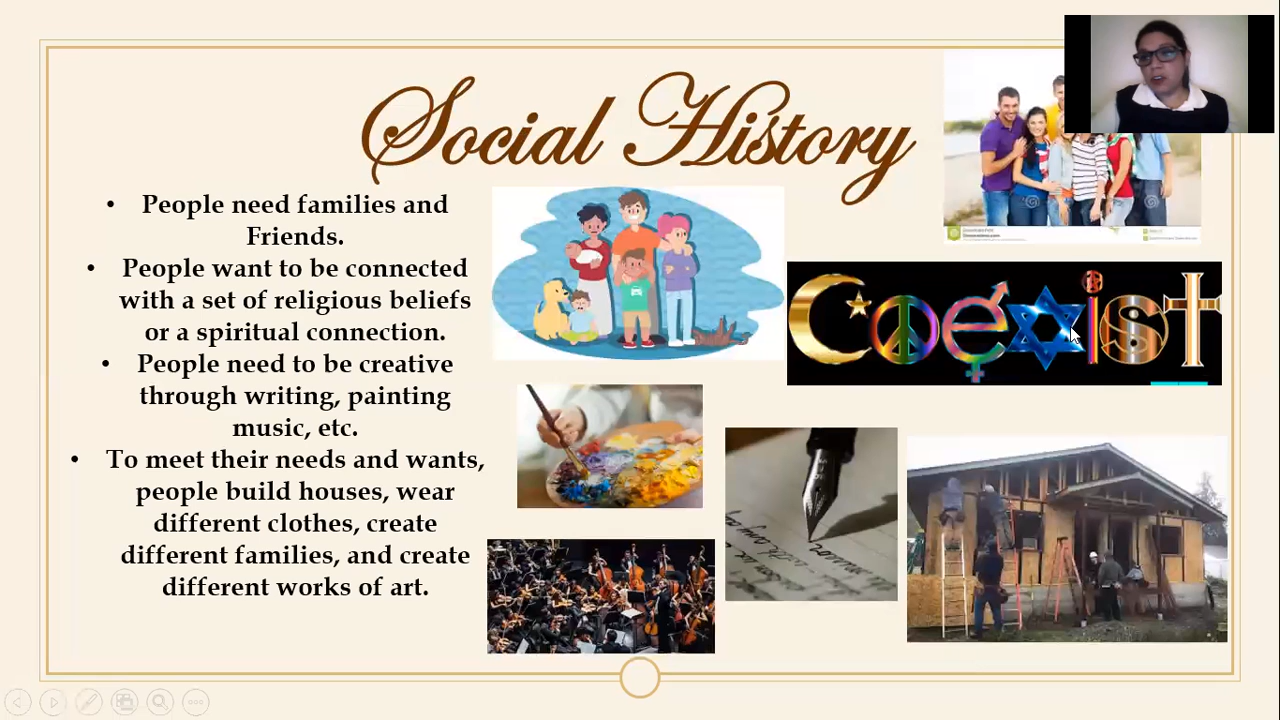 Social History
• People need families and
Friends.
• People want to be connected
with a set of religious beliefs
or a spiritual connection.
• People need to be creative
through writing, painting
music, etc.
• To meet their needs and wants,
people build houses, wear
different clothes, create
different families, and create
different works of art.
Coexist